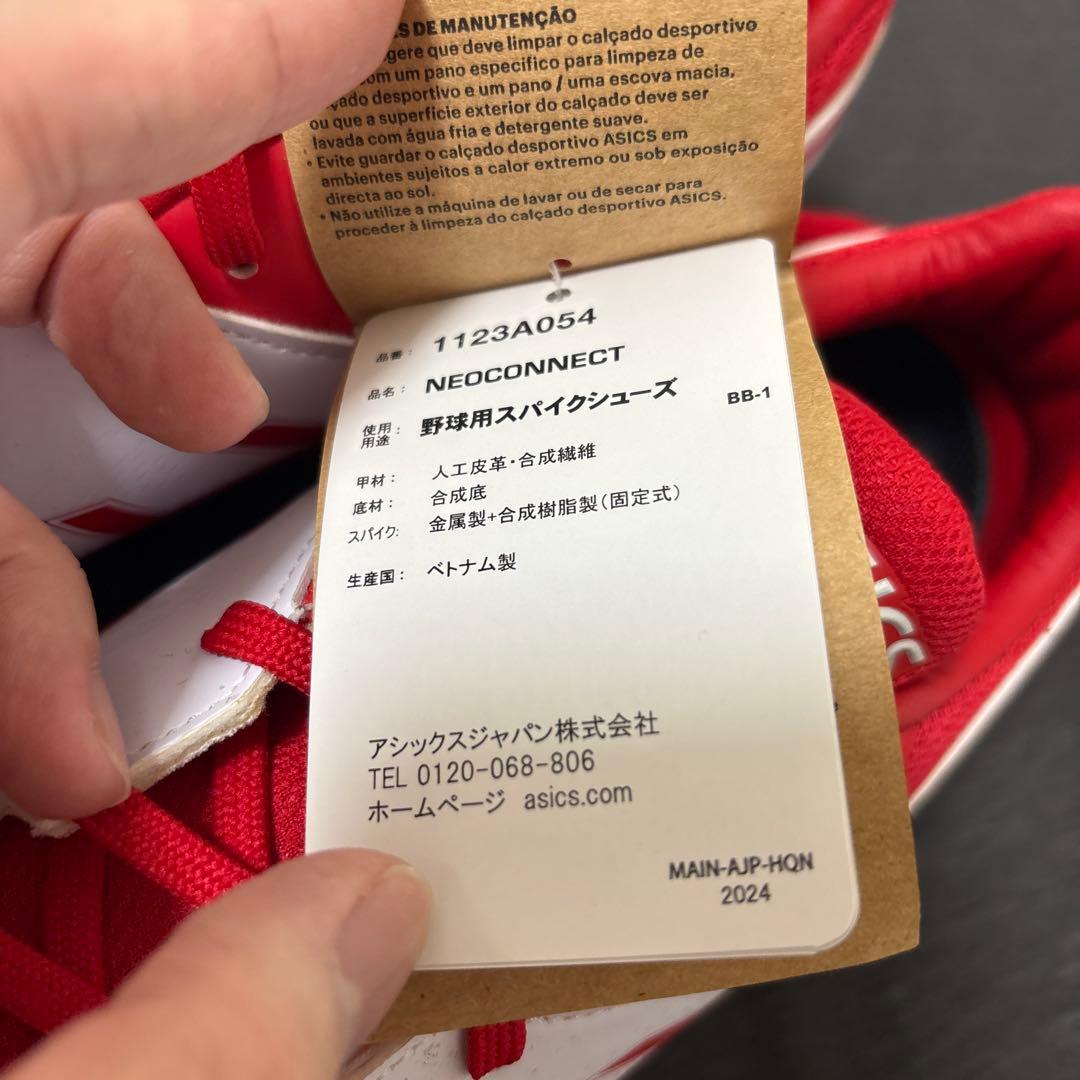 S DE MANUTENÇÃO
gere que deve limpar o calçado desportivo
com um pano específico para limpeza de
desportivo e um pano / uma escova macia,
ou que a superfície exterior do calçado deve ser
lavada com água fria e detergente suave.
• Evite guardar o calçado desportivo ASICS em
ambientes sujeitos a calor extremo ou sob exposição
directa ao sol.
• Não utilize a máquina de lavar ou de secar para
proceder à limpeza do calçado desportivo ASICS.
品番: 1123A054
品名: NEOCONNECT
使用用途: 野球用スパイクシューズ BB-1
甲材: 人工皮革・合成繊維
底材: 合成底
スパイク: 金属製+合成樹脂製(固定式)
生産国: ベトナム製
アシックスジャパン株式会社
TEL 0120-068-806
ホームページ asics.com
MAIN-AJP-HQN
2024